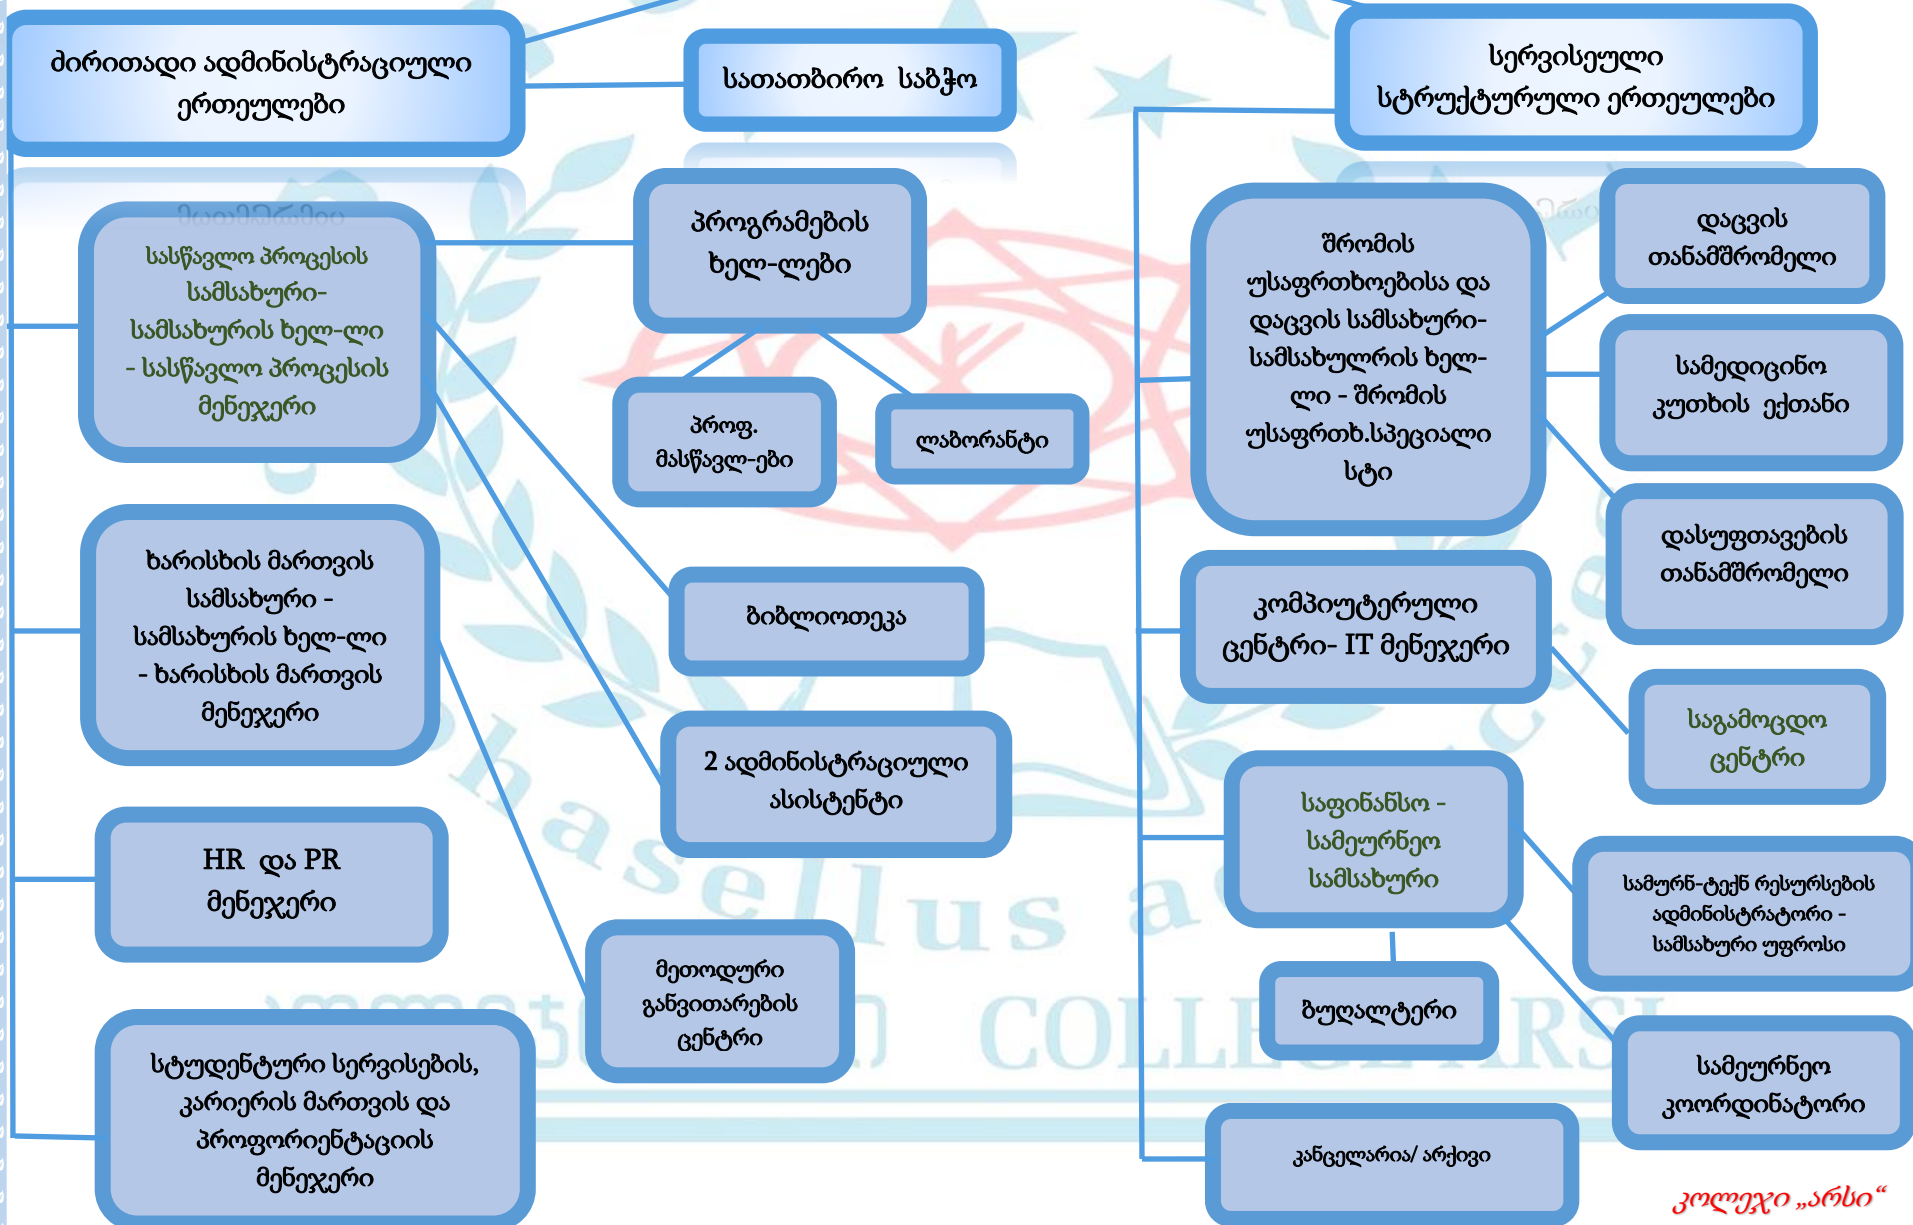 ძირითადი ადმინისტრაციული
ერთეულები
სათათბირო საბჭო
სერვისეული
სტრუქტურული ერთეულები
სასწავლო პროცესის
სამსახური-
სამსახურის ხელ-ლი
- სასწავლო პროცესის
მენეჯერი
პროგრამების
ხელ-ლები
პროფ.
მასწავლ-ები
ლაბორანტი
ხარისხის მართვის
სამსახური -
სამსახურის ხელ-ლი
- ხარისხის მართვის
მენეჯერი
ბიბლიოთეკა
2 ადმინისტრაციული
ასისტენტი
HR და PR
მენეჯერი
მეთოდური
განვითარების
ცენტრი
სტუდენტური სერვისების,
კარიერის მართვის და
პროფორიენტაციის
მენეჯერი
შრომის
უსაფრთხოებისა და
დაცვის სამსახური-
სამსახულრის ხელ-
ლი - შრომის
უსაფრთხ.სპეციალი
სტი
დაცვის
თანამშრომელი
სამედიცინო
კუთხის ექთანი
დასუფთავების
თანამშრომელი
კომპიუტერული
ცენტრი- IT მენეჯერი
საგამოცდო
ცენტრი
საფინანსო -
სამეურნეო
სამსახური
სამურნ-ტექნ რესურსების
ადმინისტრატორი -
სამსახური უფროსი
ბუღალტერი
სამეურნეო
კოორდინატორი
კანცელარია/ არქივი
კოლეჯი „არსი“